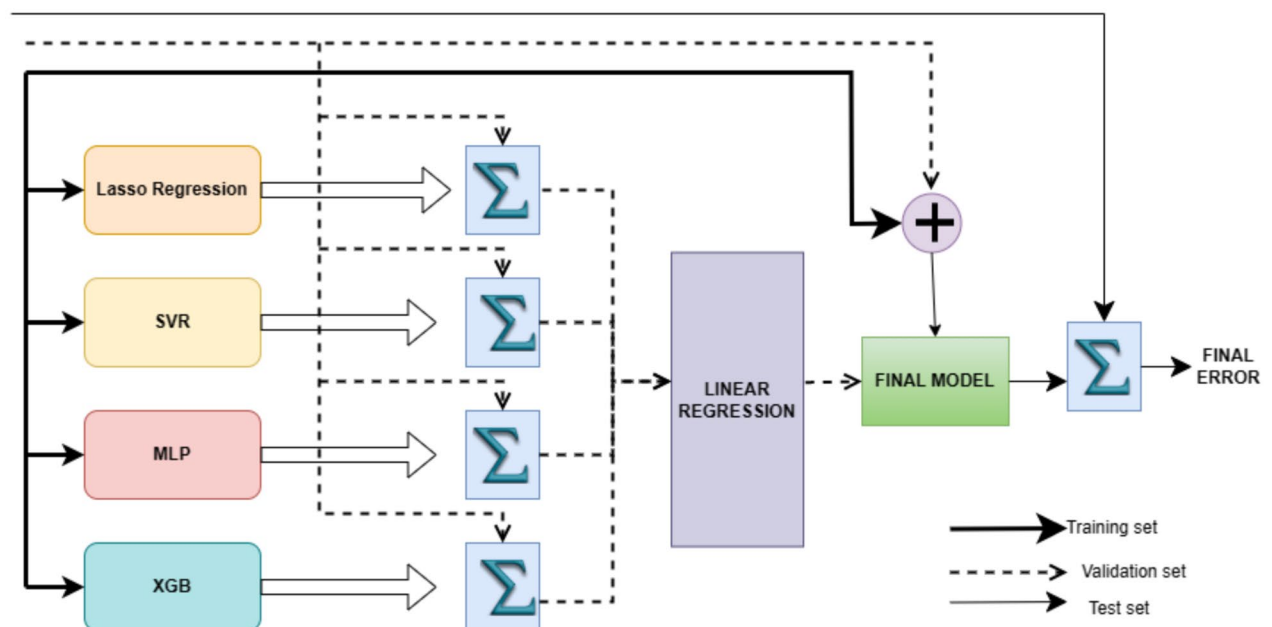 Lasso Regression
Σ
SVR
Σ
MLP
Σ
XGB
Σ
LINEAR
REGRESSION
+
FINAL MODEL
Σ
FINAL
ERROR
Training set
Validation set
Test set